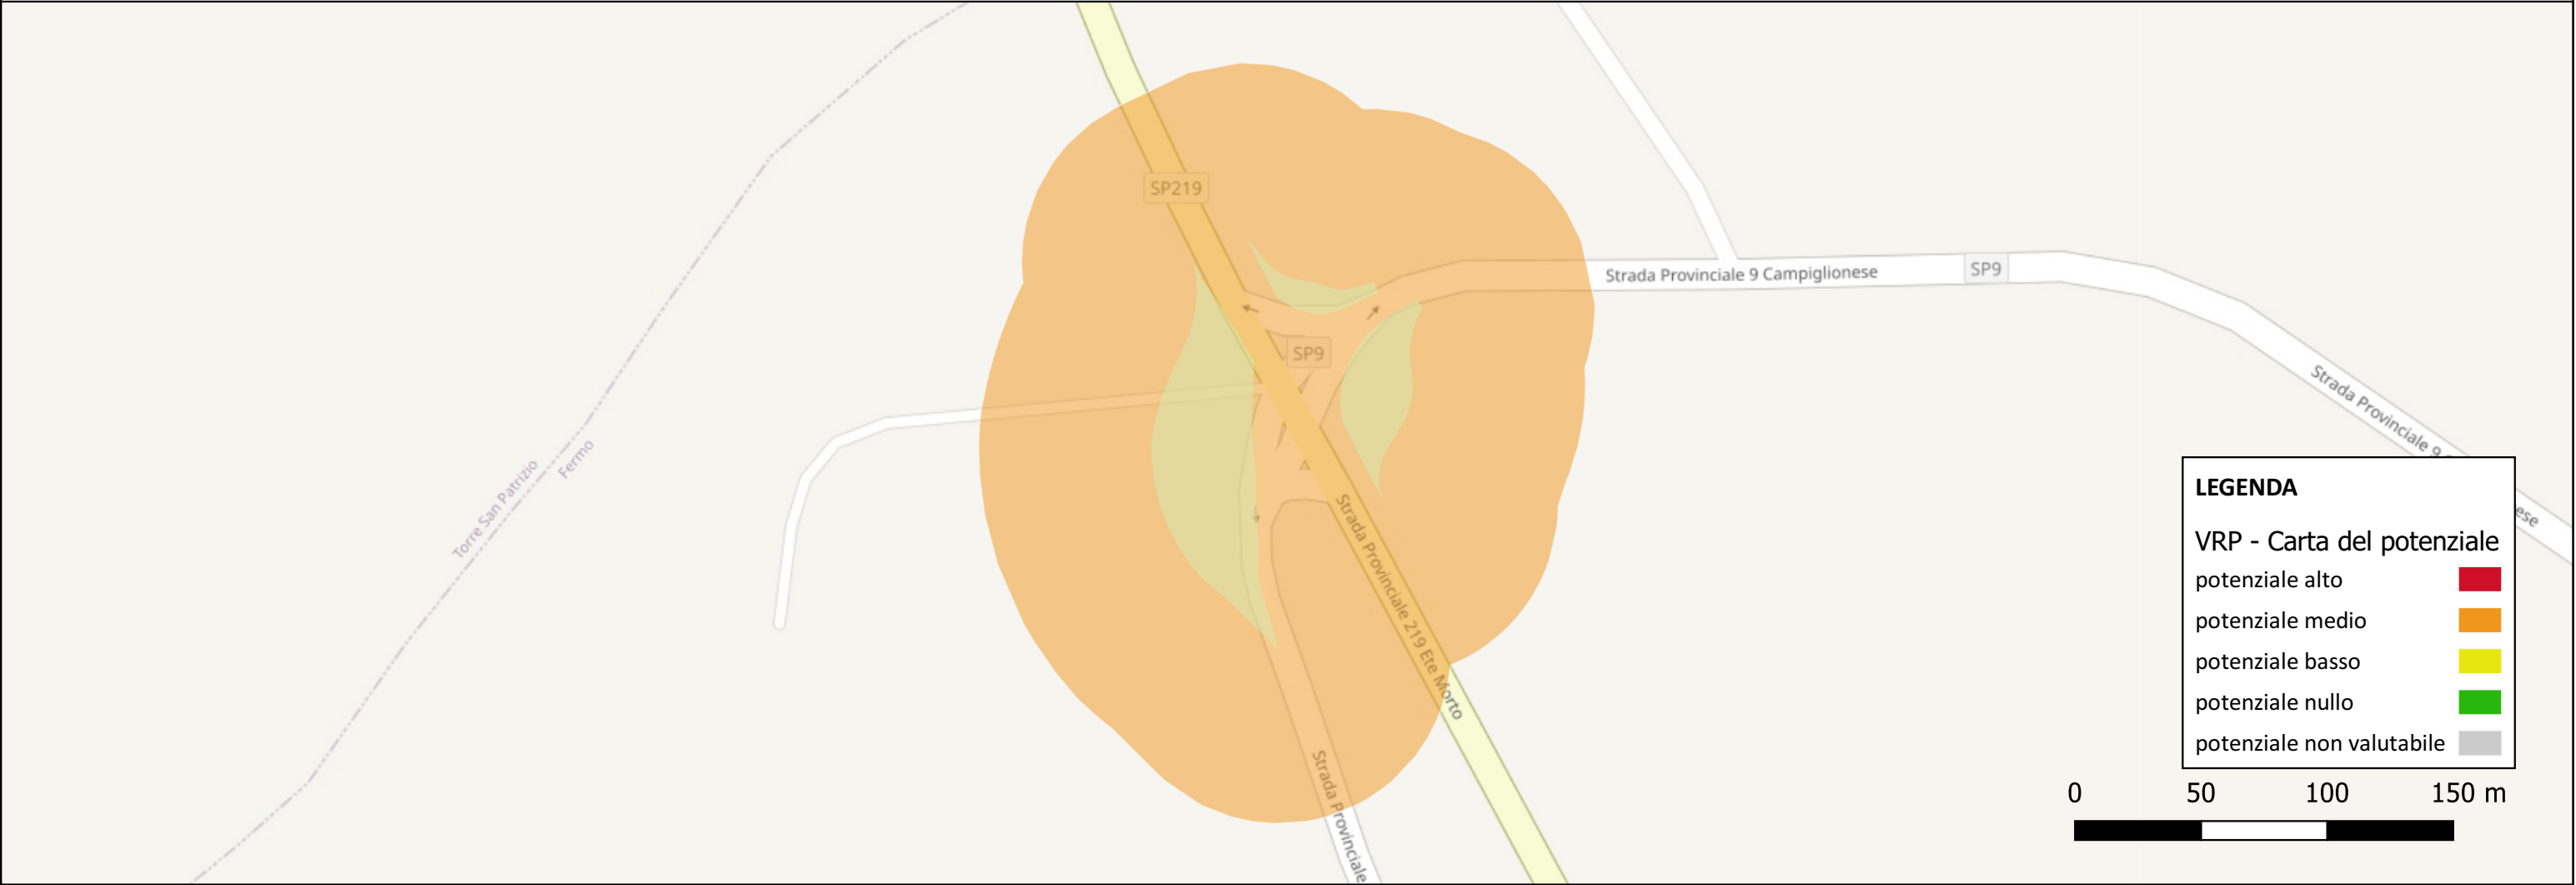 SP219
Strada Provinciale 9 Campiglionese
SP9
SP9
Strada Provinciale 9
ese
Torre San Patrizio
Fermo
Strada Provinciale 219 Ete Morto
Strada Provinciale
LEGENDA
VRP - Carta del potenziale
potenziale alto
potenziale medio
potenziale basso
potenziale nullo
potenziale non valutabile
0 50 100 150 m